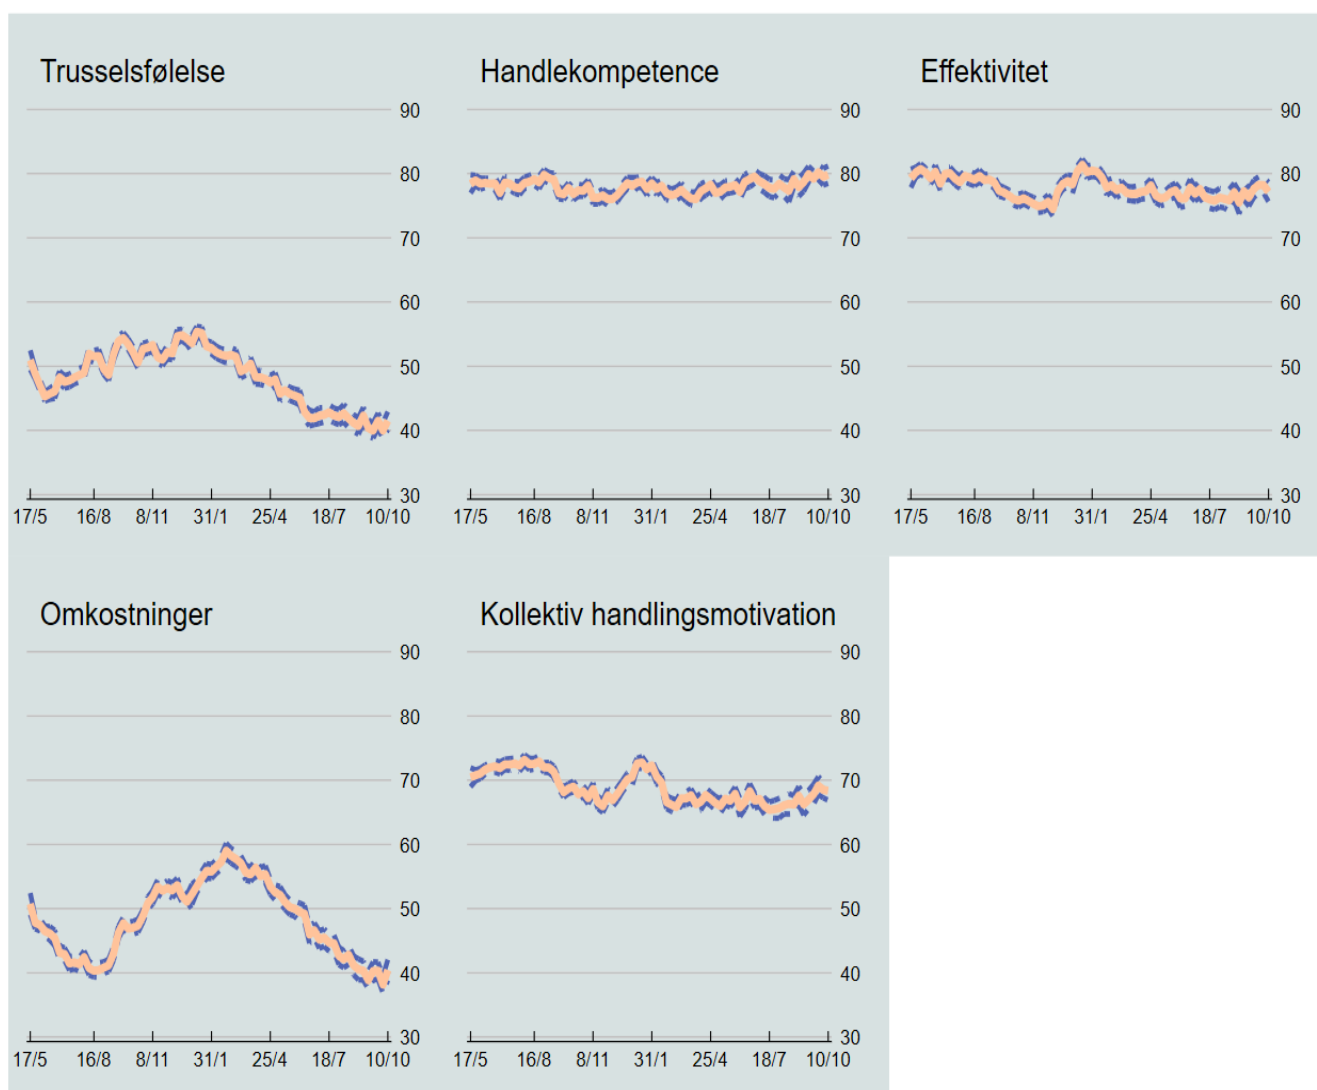 Trusselsfølelse Handlekompetence Effektivitet
90 90 90
80 80 80
70 70 70
60 60 60
50 50 50
40 40 40
30 30 30
17/5 16/8 8/11 31/1 25/4 18/7 10/10 17/5 16/8 8/11 31/1 25/4 18/7 10/10 17/5 16/8 8/11 31/1 25/4 18/7 10/10
Omkostninger Kollektiv handlingsmotivation
90 90
80 80
70 70
60 60
50 50
40 40
30 30
17/5 16/8 8/11 31/1 25/4 18/7 10/10 17/5 16/8 8/11 31/1 25/4 18/7 10/10